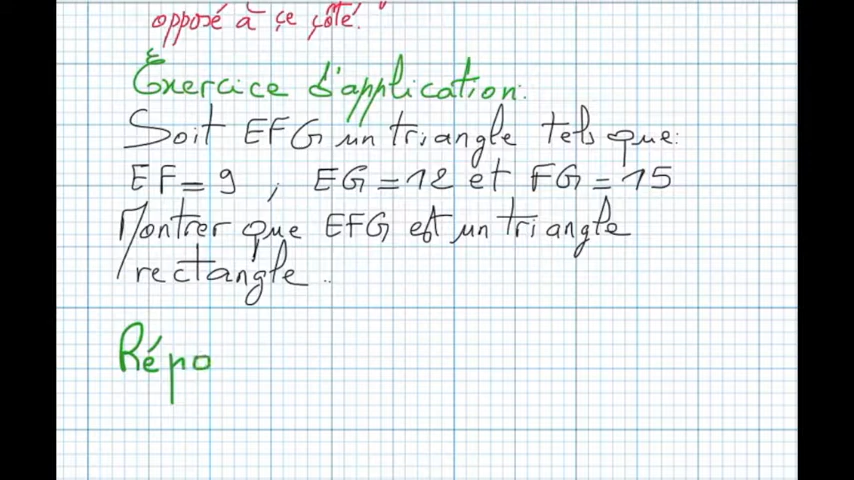 opposé à ce côté."
Exercice d'application:
Soit EFG un triangle tels que:
EF = 9 , EG = 12 et FG = 15
Montrer que EFG est un triangle
rectangle.
Répo